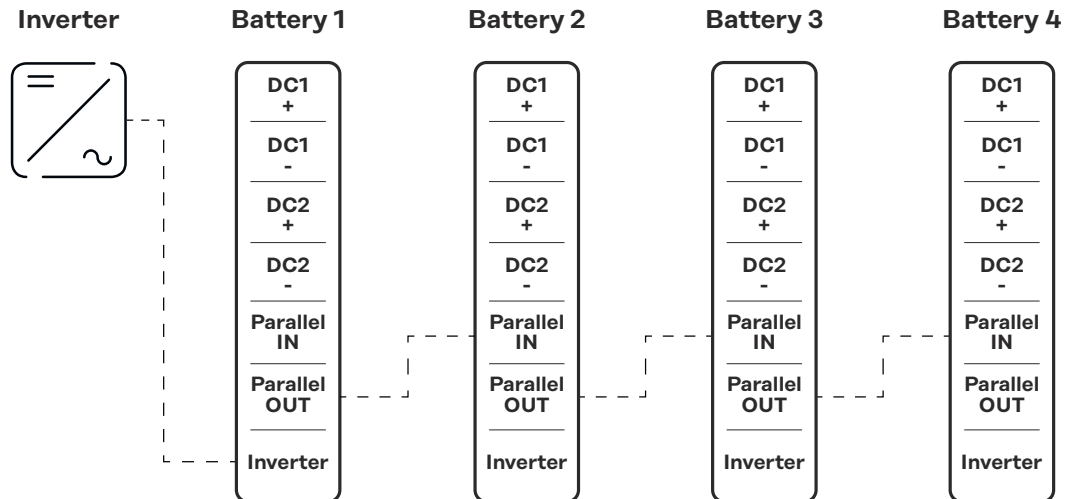 Inverter
Battery 1
Battery 2
Battery 3
Battery 4
DC1
+
DC1
-
DC2
+
DC2
-
Parallel
IN
Parallel
OUT
Inverter
DC1
+
DC1
-
DC2
+
DC2
-
Parallel
IN
Parallel
OUT
Inverter
DC1
+
DC1
-
DC2
+
DC2
-
Parallel
IN
Parallel
OUT
Inverter
DC1
+
DC1
-
DC2
+
DC2
-
Parallel
IN
Parallel
OUT
Inverter